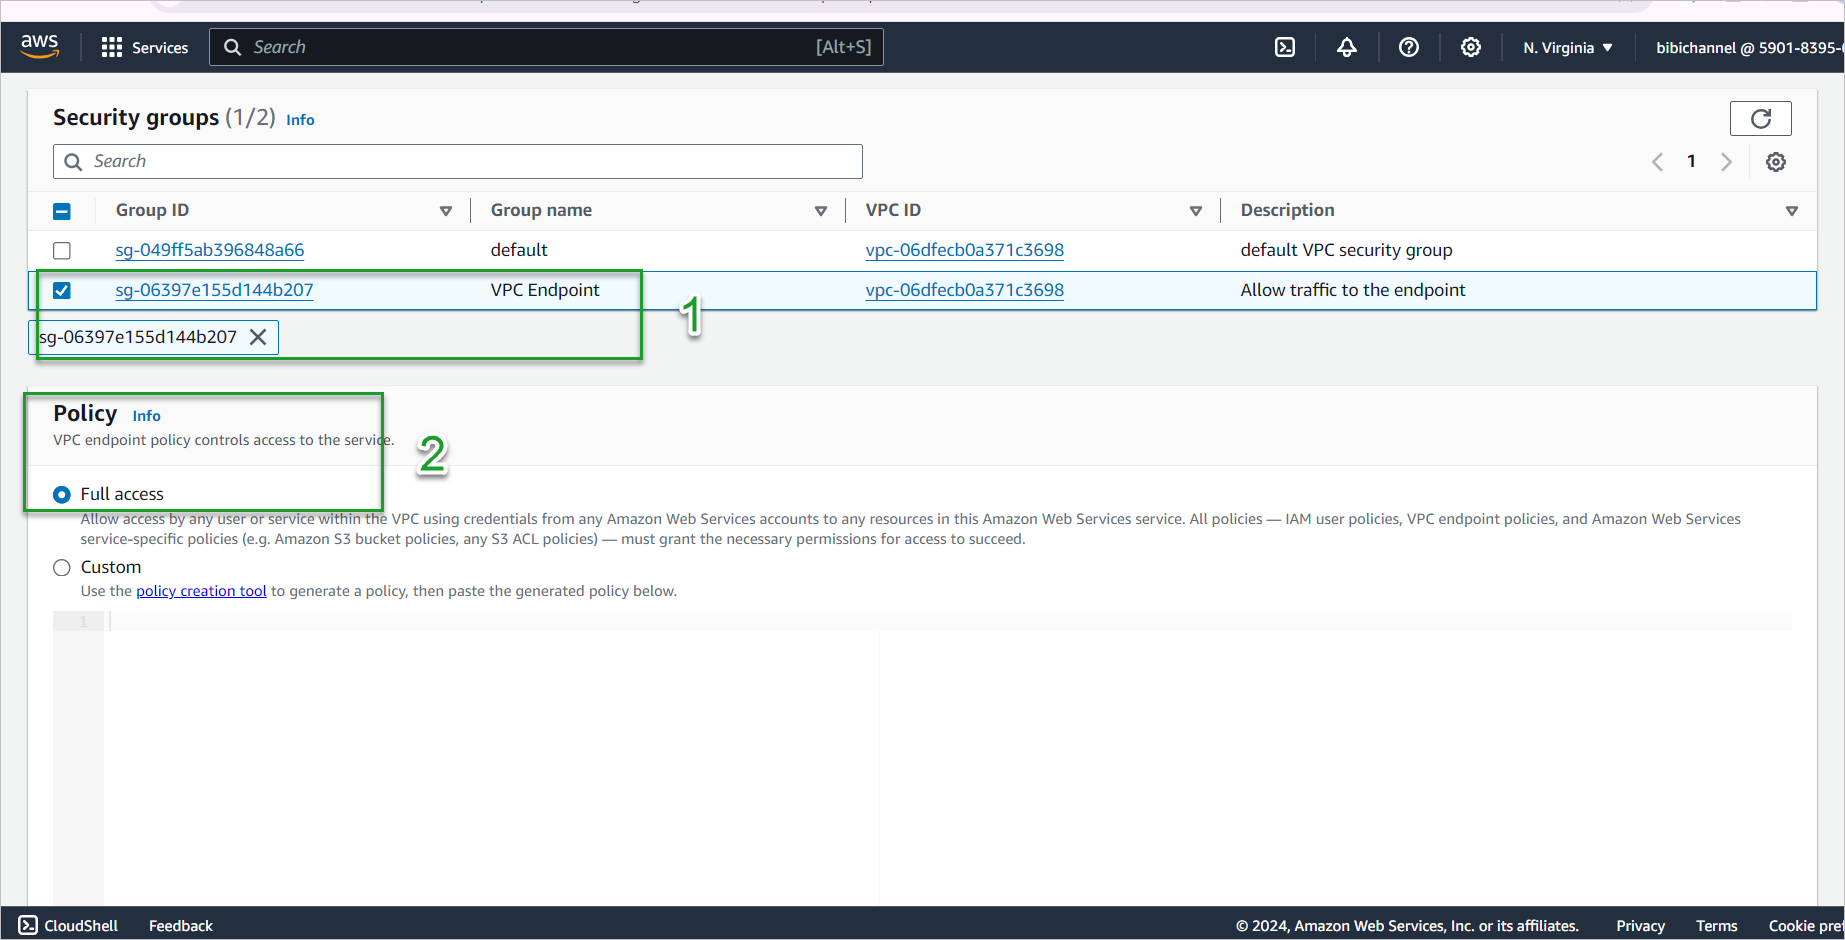 aws Services Search [Alt+S] N. Virginia bibichannel @ 5901-8395-
Security groups (1/2) Info
Search 1
Group ID Group name VPC ID Description
sg-049ff5ab396848a66 default vpc-06dfecb0a371c3698 default VPC security group
sg-06397e155d144b207 VPC Endpoint vpc-06dfecb0a371c3698 Allow traffic to the endpoint
1
sg-06397e155d144b207
Policy Info
VPC endpoint policy controls access to the service.
2
Full access
Allow access by any user or service within the VPC using credentials from any Amazon Web Services accounts to any resources in this Amazon Web Services service. All policies — IAM user policies, VPC endpoint policies, and Amazon Web Services
service-specific policies (e.g. Amazon S3 bucket policies, any S3 ACL policies) — must grant the necessary permissions for access to succeed.
Custom
Use the policy creation tool to generate a policy, then paste the generated policy below.
1
CloudShell Feedback © 2024, Amazon Web Services, Inc. or its affiliates. Privacy Terms Cookie pre